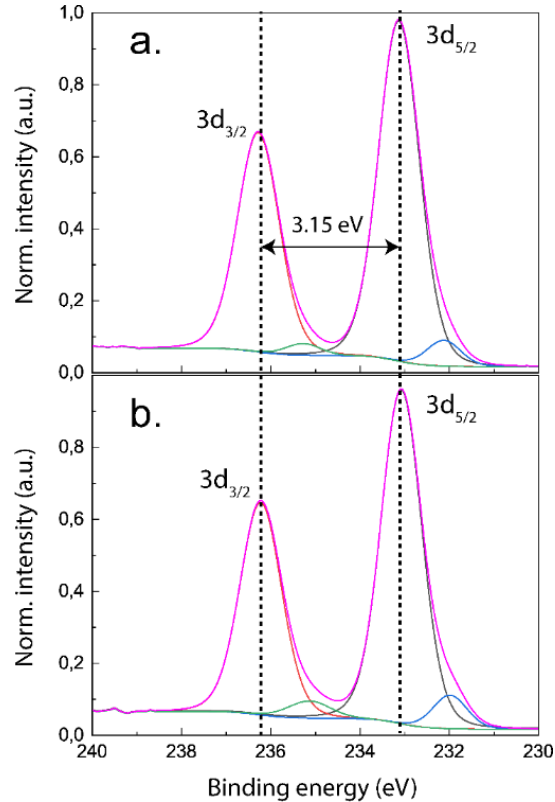 a.
3d5/2
3d3/2
3.15 eV
Norm. intensity (a.u.)
1,0
0,8
0,6
0,4
0,2
0,0
b.
3d5/2
3d3/2
Norm. intensity (a.u.)
0,8
0,6
0,4
0,2
0,0
240 238 236 234 232 230
Binding energy (eV)